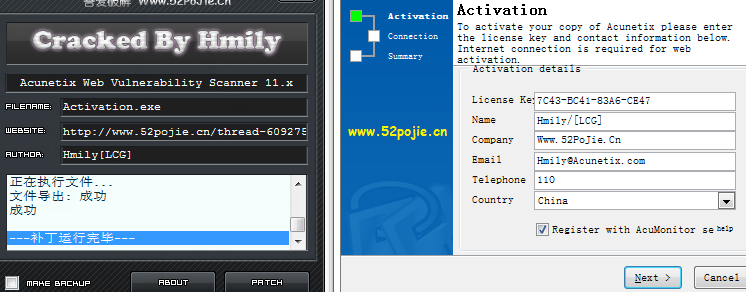 吾爱破解 Www.52PoJie.Cn
Cracked By Hmily
Acunetix Web Vulnerability Scanner 11.x
FILENAME: Activation.exe
WEBSITE: http://www.52pojie.cn/thread-609275
AUTHOR: Hmily[LCG]
正在执行文件...
文件导出: 成功
成功
---补丁运行完毕---
MAKE BACKUP
ABOUT
PATCH
Activation
Connection
Summary
www.52pojie.cn
Activation
To activate your copy of Acunetix please enter
the license key and contact information below.
Internet connection is required for web
activation.
Activation details
License Key 7C43-BC41-83A6-CE47
Name Hmily/[LCG]
Company Www.52PoJie.Cn
Email Hmily@Acunetix.com
Telephone 110
Country China
Register with AcuMonitor se help
Next >
Cancel